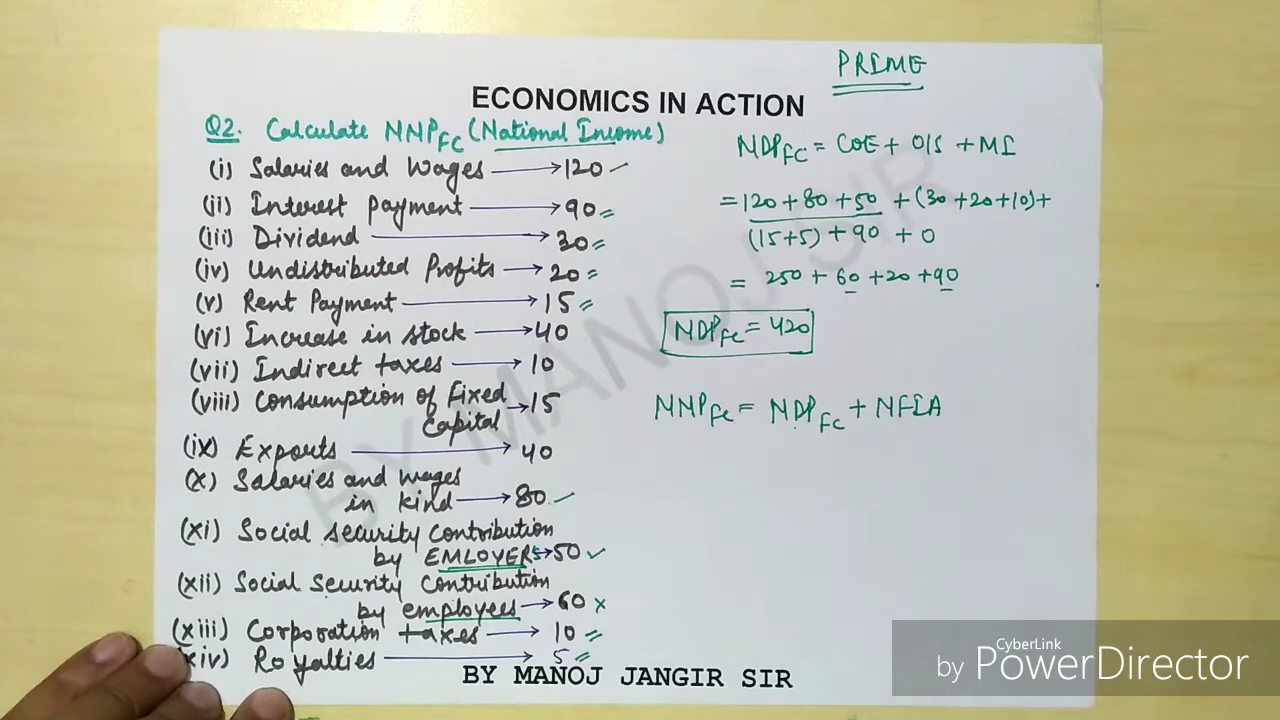 PRIME
ECONOMICS IN ACTION
Q2. Calculate NNPFC (National Income)
(i) Salaries and Wages → 120
(ii) Interest payment → 90
(iii) Dividend → 30
(iv) Undistributed Profits → 20
(v) Rent Payment → 15
(vi) Increase in stock → 40
(vii) Indirect taxes → 10
(viii) Consumption of Fixed
Capital → 15
(ix) Exports → 40
(x) Salaries and wages
in kind → 80
(xi) Social security contribution
by EMLOYERS → 50
(xii) Social Security Contribution
by employees → 60 ×
(xiii) Corporation taxes → 10
(xiv) Royalties → 5
NDPFC = COE + O/S + MI
= 120 + 80 + 50 + (30 + 20 + 10) +
(15 + 5) + 90 + 0
= 250 + 60 + 20 + 90
NDPFC = 420
NNPFC = NDPFC + NFIA
BY MANOJ SIR
BY MANOJ JANGIR SIR
CyberLink
by PowerDirector